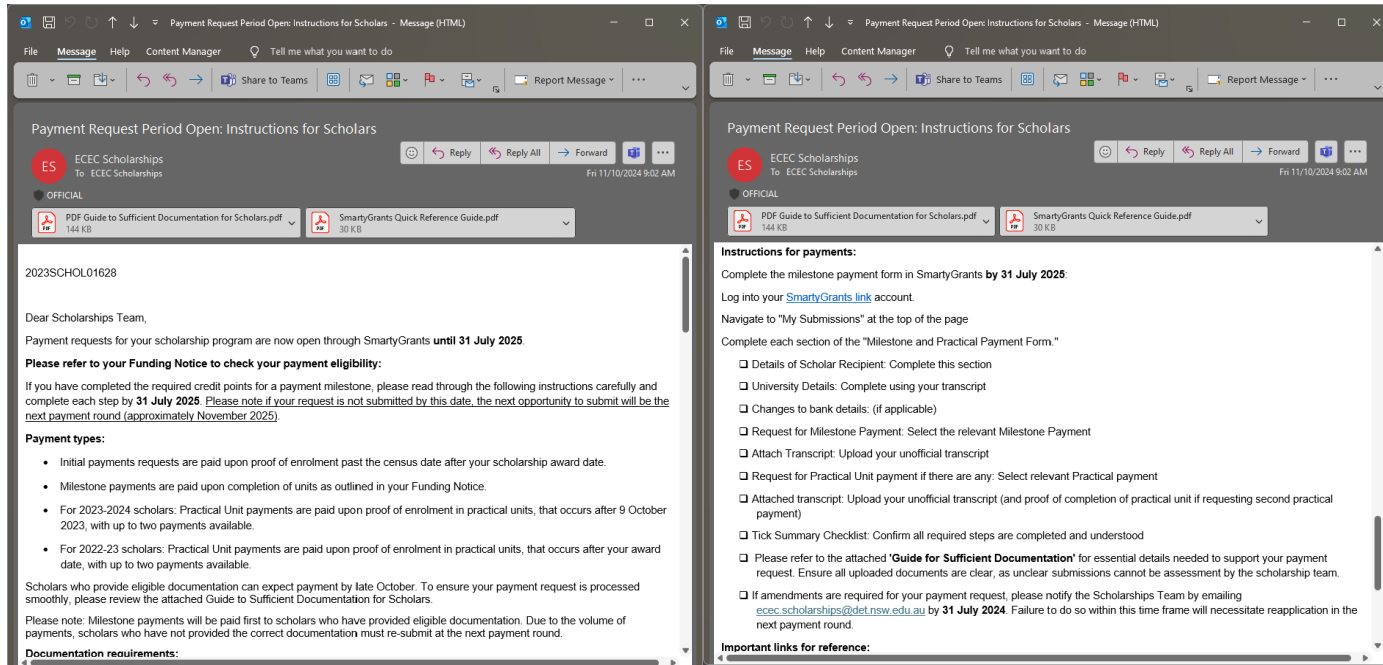 Payment Request Period Open: Instructions for Scholars - Message (HTML)
File Message Help Content Manager Tell me what you want to do
Share to Teams Report Message
Payment Request Period Open: Instructions for Scholars
ES
ECEC Scholarships
To ECEC Scholarships
Reply Reply All Forward
Fri 11/10/2024 9:02 AM
OFFICIAL
PDF Guide to Sufficient Documentation for Scholars.pdf
144 KB
SmartyGrants Quick Reference Guide.pdf
30 KB
2023SCHOL01628
Dear Scholarships Team,
Payment requests for your scholarship program are now open through SmartyGrants until 31 July 2025.
Please refer to your Funding Notice to check your payment eligibility:
If you have completed the required credit points for a payment milestone, please read through the following instructions carefully and
complete each step by 31 July 2025. Please note if your request is not submitted by this date, the next opportunity to submit will be the
next payment round (approximately November 2025).
Payment types:
• Initial payments requests are paid upon proof of enrolment past the census date after your scholarship award date.
• Milestone payments are paid upon completion of units as outlined in your Funding Notice.
• For 2023-2024 scholars: Practical Unit payments are paid upon proof of enrolment in practical units, that occurs after 9 October
2023, with up to two payments available.
• For 2022-23 scholars: Practical Unit payments are paid upon proof of enrolment in practical units, that occurs after your award
date, with up to two payments available.
Scholars who provide eligible documentation can expect payment by late October. To ensure your payment request is processed
smoothly, please review the attached Guide to Sufficient Documentation for Scholars.
Please note: Milestone payments will be paid first to scholars who have provided eligible documentation. Due to the volume of
payments, scholars who have not provided the correct documentation must re-submit at the next payment round.
Documentation requirements:
Payment Request Period Open: Instructions for Scholars - Message (HTML)
File Message Help Content Manager Tell me what you want to do
Share to Teams Report Message
Payment Request Period Open: Instructions for Scholars
ES
ECEC Scholarships
To ECEC Scholarships
Reply Reply All Forward
Fri 11/10/2024 9:02 AM
OFFICIAL
PDF Guide to Sufficient Documentation for Scholars.pdf
144 KB
SmartyGrants Quick Reference Guide.pdf
30 KB
Instructions for payments:
Complete the milestone payment form in SmartyGrants by 31 July 2025:
Log into your SmartyGrants link account.
Navigate to "My Submissions" at the top of the page
Complete each section of the "Milestone and Practical Payment Form."
❑ Details of Scholar Recipient: Complete this section
❑ University Details: Complete using your transcript
❑ Changes to bank details: (if applicable)
❑ Request for Milestone Payment: Select the relevant Milestone Payment
❑ Attach Transcript: Upload your unofficial transcript
❑ Request for Practical Unit payment if there are any: Select relevant Practical payment
❑ Attached transcript: Upload your unofficial transcript (and proof of completion of practical unit if requesting second practical
payment)
❑ Tick Summary Checklist: Confirm all required steps are completed and understood
❑ Please refer to the attached 'Guide for Sufficient Documentation' for essential details needed to support your payment
request. Ensure all uploaded documents are clear, as unclear submissions cannot be assessment by the scholarship team.
❑ If amendments are required for your payment request, please notify the Scholarships Team by emailing
ecec.scholarships@det.nsw.edu.au by 31 July 2024. Failure to do so within this time frame will necessitate reapplication in the
next payment round.
Important links for reference: